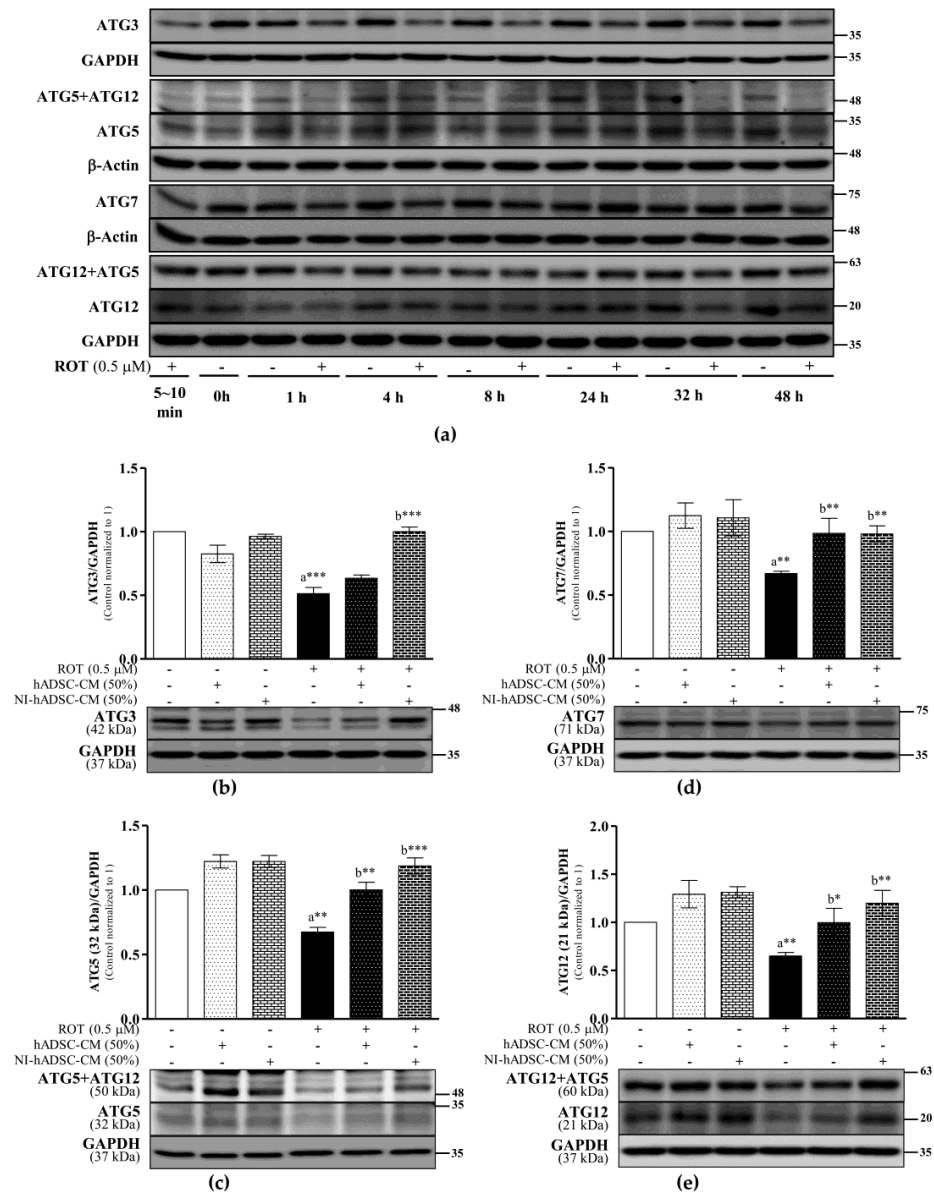 ATG3
35
GAPDH
35
ATG5+ATG12
48
ATG5
35
β-Actin
48
ATG7
75
β-Actin
48
ATG12+ATG5
63
ATG12
20
GAPDH
35
ROT (0.5 µM) + - - + - + - + - + - + - +
5~10 min 0h 1 h 4 h 8 h 24 h 32 h 48 h
(a)
1.5
1.0
0.5
0.0
ATG3/GAPDH
(Control normalized to 1)
a***
b***
ROT (0.5 µM) - - - + + +
hADSC-CM (50%) - + - - + -
NI-hADSC-CM (50%) - - + - - +
ATG3
(42 kDa)
48
GAPDH
(37 kDa)
35
(b)
1.5
1.0
0.5
0.0
ATG7/GAPDH
(Control normalized to 1)
a**
b**
b**
ROT (0.5 µM) - - - + + +
hADSC-CM (50%) - + - - + -
NI-hADSC-CM (50%) - - + - - +
ATG7
(71 kDa)
75
GAPDH
(37 kDa)
35
(d)
1.5
1.0
0.5
0.0
ATG5 (32 kDa)/GAPDH
(Control normalized to 1)
a**
b**
b***
ROT (0.5 µM) - - - + + +
hADSC-CM (50%) - + - - + -
NI-hADSC-CM (50%) - - + - - +
ATG5+ATG12
(50 kDa)
48
ATG5
(32 kDa)
35
GAPDH
(37 kDa)
35
(c)
2.0
1.5
1.0
0.5
0.0
ATG12 (21 kDa)/GAPDH
(Control normalized to 1)
a**
b*
b**
ROT (0.5 µM) - - - + + +
hADSC-CM (50%) - + - - + -
NI-hADSC-CM (50%) - - + - - +
ATG12+ATG5
(60 kDa)
63
ATG12
(21 kDa)
20
GAPDH
(37 kDa)
35
(e)